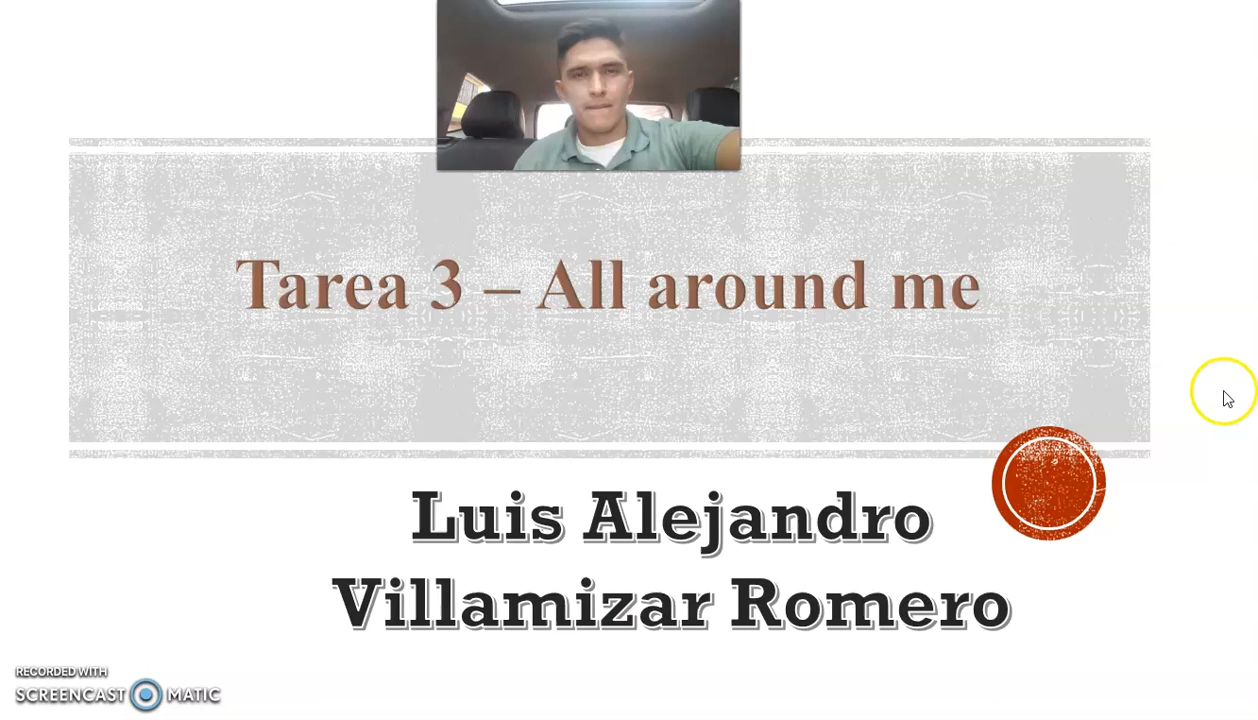 Tarea 3 – All around me
Luis Alejandro
Villamizar Romero
RECORDED WITH
SCREENCAST MATIC